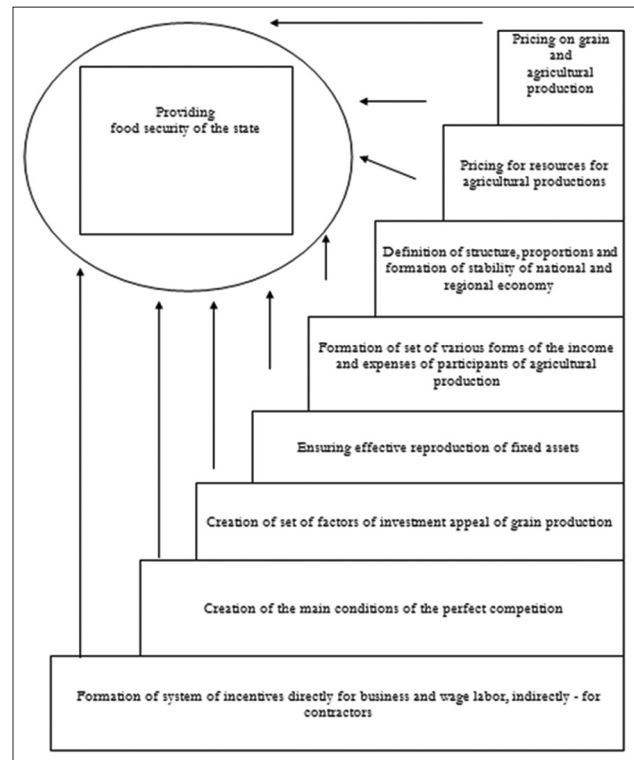 Providing
food security of the state
Pricing on grain
and
agricultural
production
Pricing for resources for
agricultural productions
Definition of structure, proportions and
formation of stability of national and
regional economy
Formation of set of various forms of the income
and expenses of participants of agricultural
production
Ensuring effective reproduction of fixed assets
Creation of set of factors of investment appeal of grain production
Creation of the main conditions of the perfect competition
Formation of system of incentives directly for business and wage labor, indirectly - for
contractors